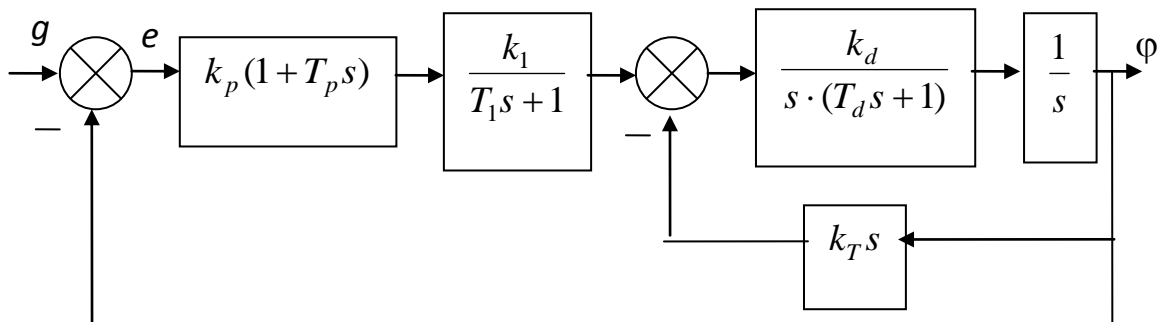 g
e
k_p(1+T_p s)
k_1
T_1 s+1
k_d
s·(T_d s+1)
1
s
φ
−
−
k_T s